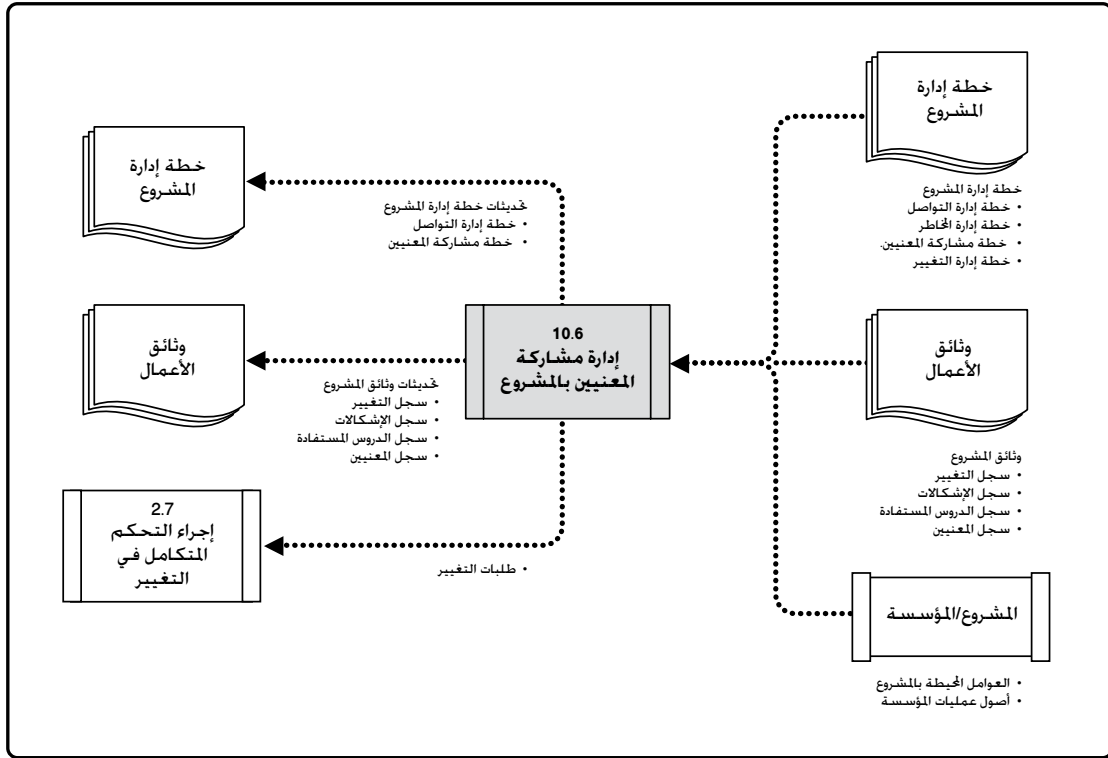 خطة إدارة
المشروع
خطة إدارة المشروع
• خطة إدارة التواصل
• خطة إدارة المخاطر
• خطة مشاركة المعنيين.
• خطة إدارة التغيير
وثائق
الأعمال
وثائق المشروع
• سجل التغيير
• سجل الإشكالات
• سجل الدروس المستفادة
• سجل المعنيين
المشروع/المؤسسة
• العوامل المحيطة بالمشروع
• أصول عمليات المؤسسة
10.6
إدارة مشاركة
المعنيين بالمشروع
خطة إدارة
المشروع
تحديثات خطة إدارة المشروع
• خطة إدارة التواصل
• خطة مشاركة المعنيين
وثائق
الأعمال
تحديثات وثائق المشروع
• سجل التغيير
• سجل الإشكالات
• سجل الدروس المستفادة
• سجل المعنيين
2.7
إجراء التحكم
المتكامل في
التغيير
• طلبات التغيير